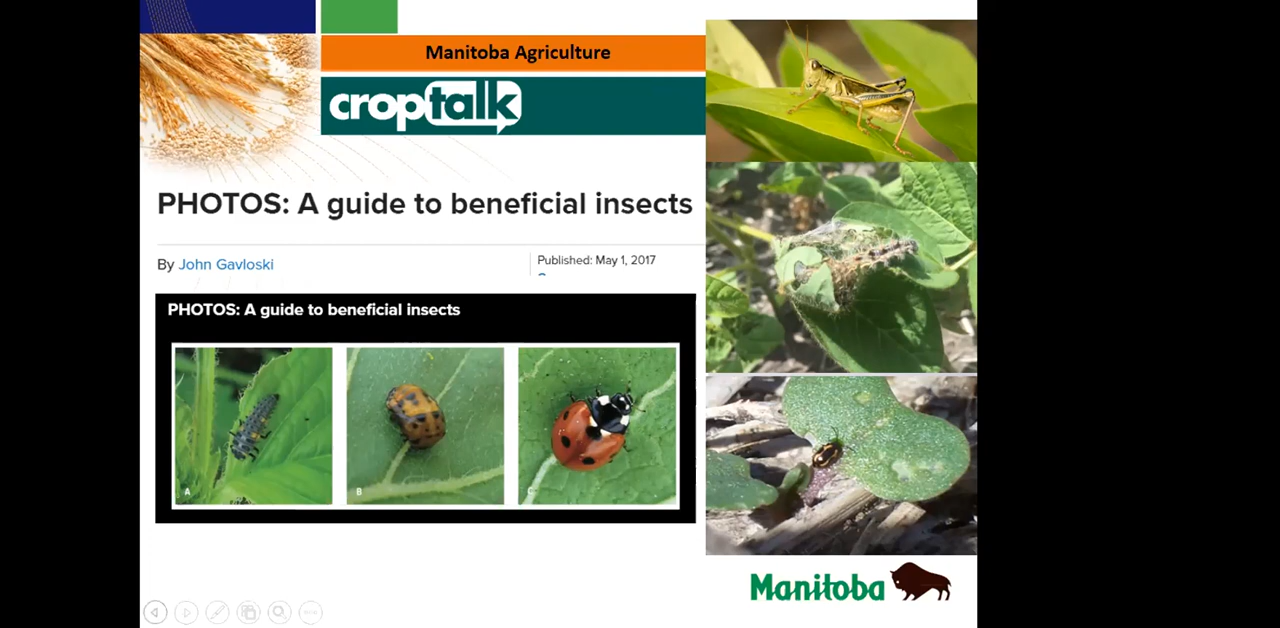 Manitoba Agriculture
croptalk
PHOTOS: A guide to beneficial insects
By John Gavloski
Published: May 1, 2017
PHOTOS: A guide to beneficial insects
A
B
C
Manitoba